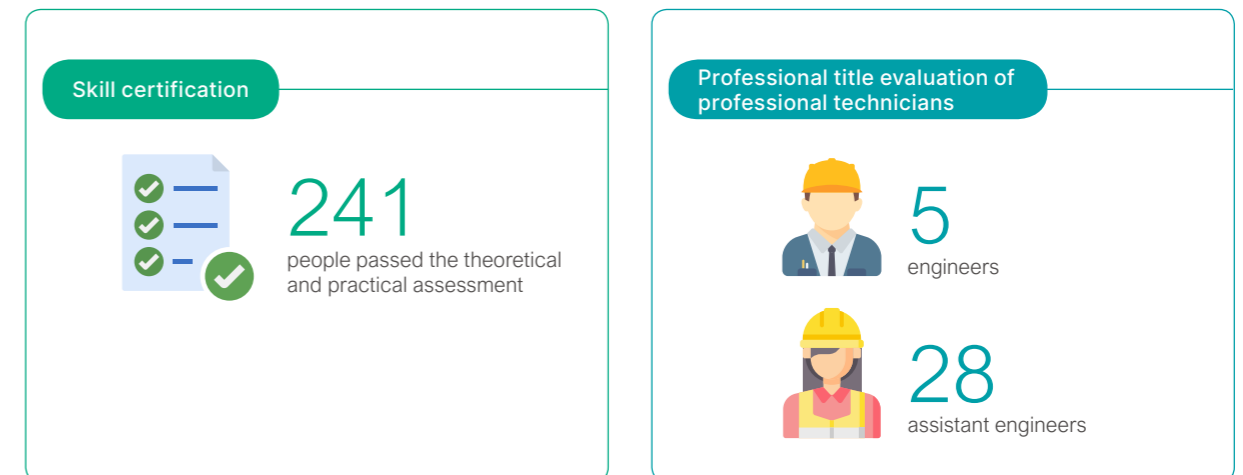 Skill certification
241
people passed the theoretical
and practical assessment
Professional title evaluation of
professional technicians
5
engineers
28
assistant engineers